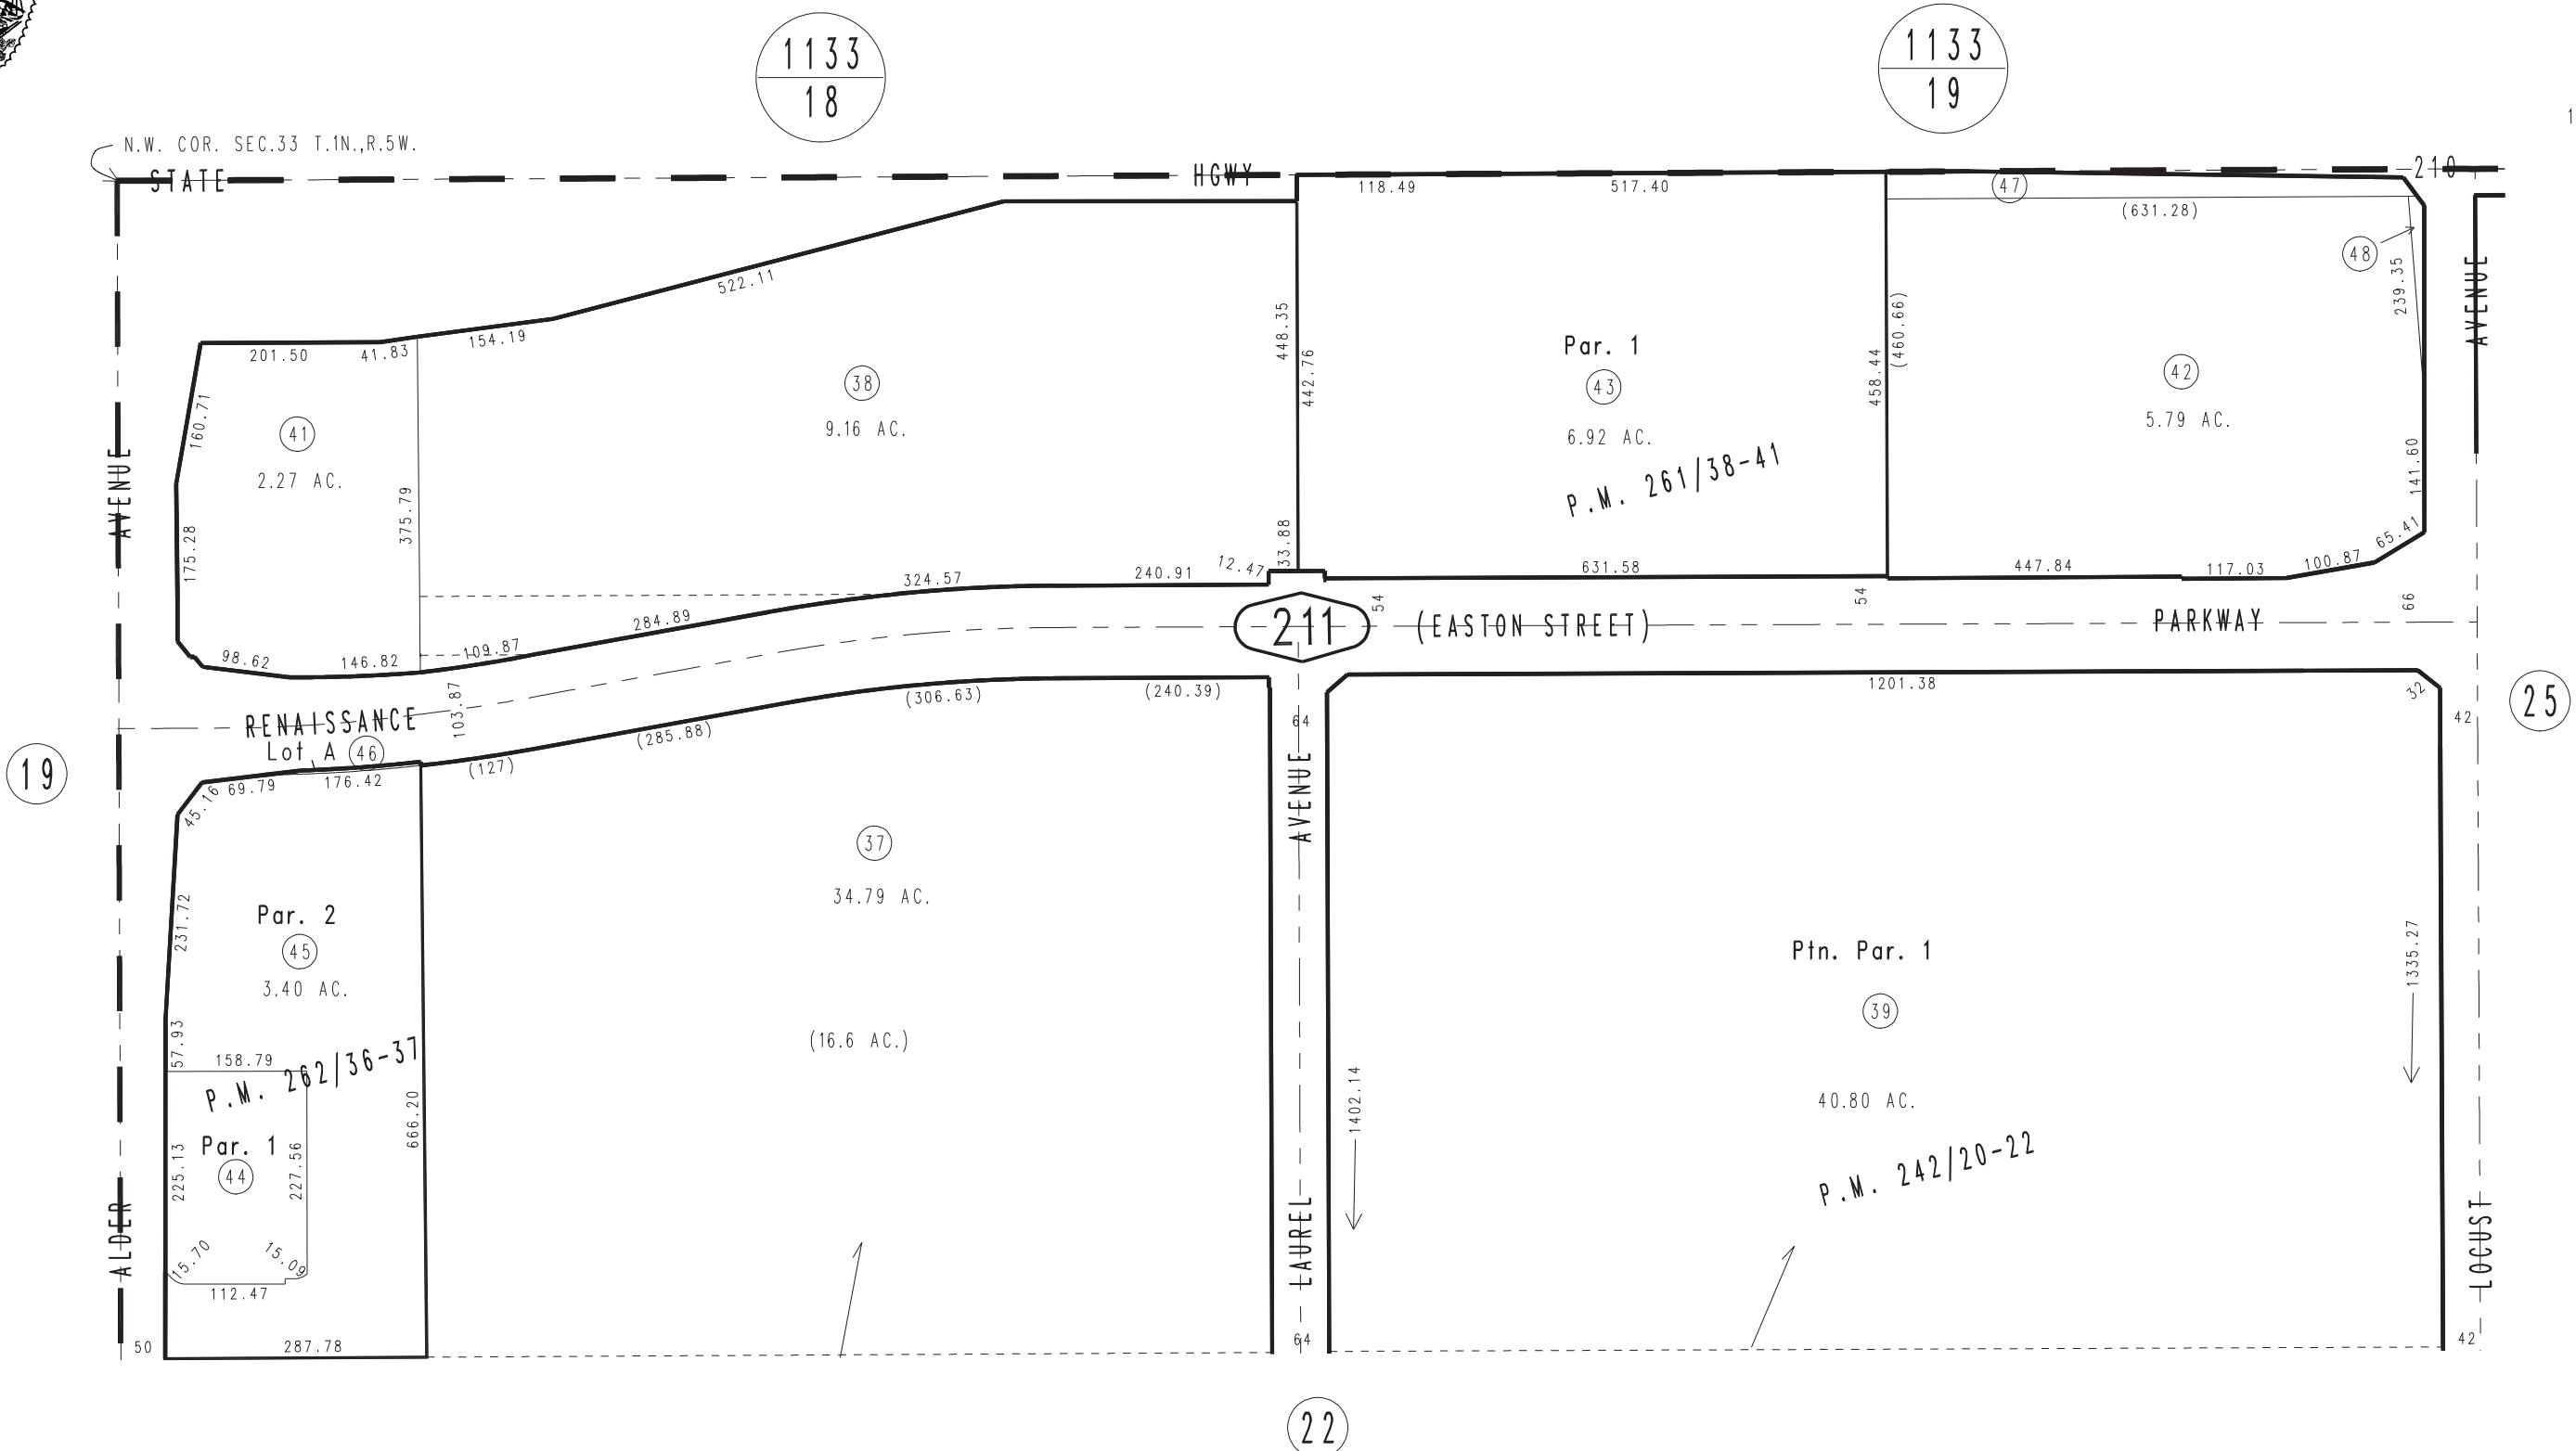 1133
18
1133
19
1
N.W. COR. SEC.33 T.1N.,R.5W.
STATE
HGWY
210
118.49
517.40
47
(631.28)
48
239.35
AVENUE
522.11
201.50
41.83
154.19
448.35
442.76
Par. 1
43
6.92 AC.
P.M. 261/38-41
458.44
(460.66)
42
5.79 AC.
141.60
38
9.16 AC.
160.71
41
2.27 AC.
AVENUE
175.28
375.79
98.62
146.82
109.87
284.89
324.57
240.91
12.47
33.88
631.58
447.84
117.03
100.87
65.41
54
54
66
211
(EASTON STREET)
PARKWAY
RENAISSANCE
103.87
Lot A
46
(127)
(285.88)
(306.63)
(240.39)
64
1201.38
32
42
25
19
45.16
69.79
176.42
37
34.79 AC.
(16.6 AC.)
AVENUE
231.72
Par. 2
45
3.40 AC.
57.93
158.79
P.M. 262/36-37
666.20
Par. 1
44
225.13
227.56
15.70
15.09
112.47
ALDER
50
287.78
Ptn. Par. 1
39
40.80 AC.
P.M. 242/20-22
1402.14
1335.27
LAUREL
64
LOCUST
42
22